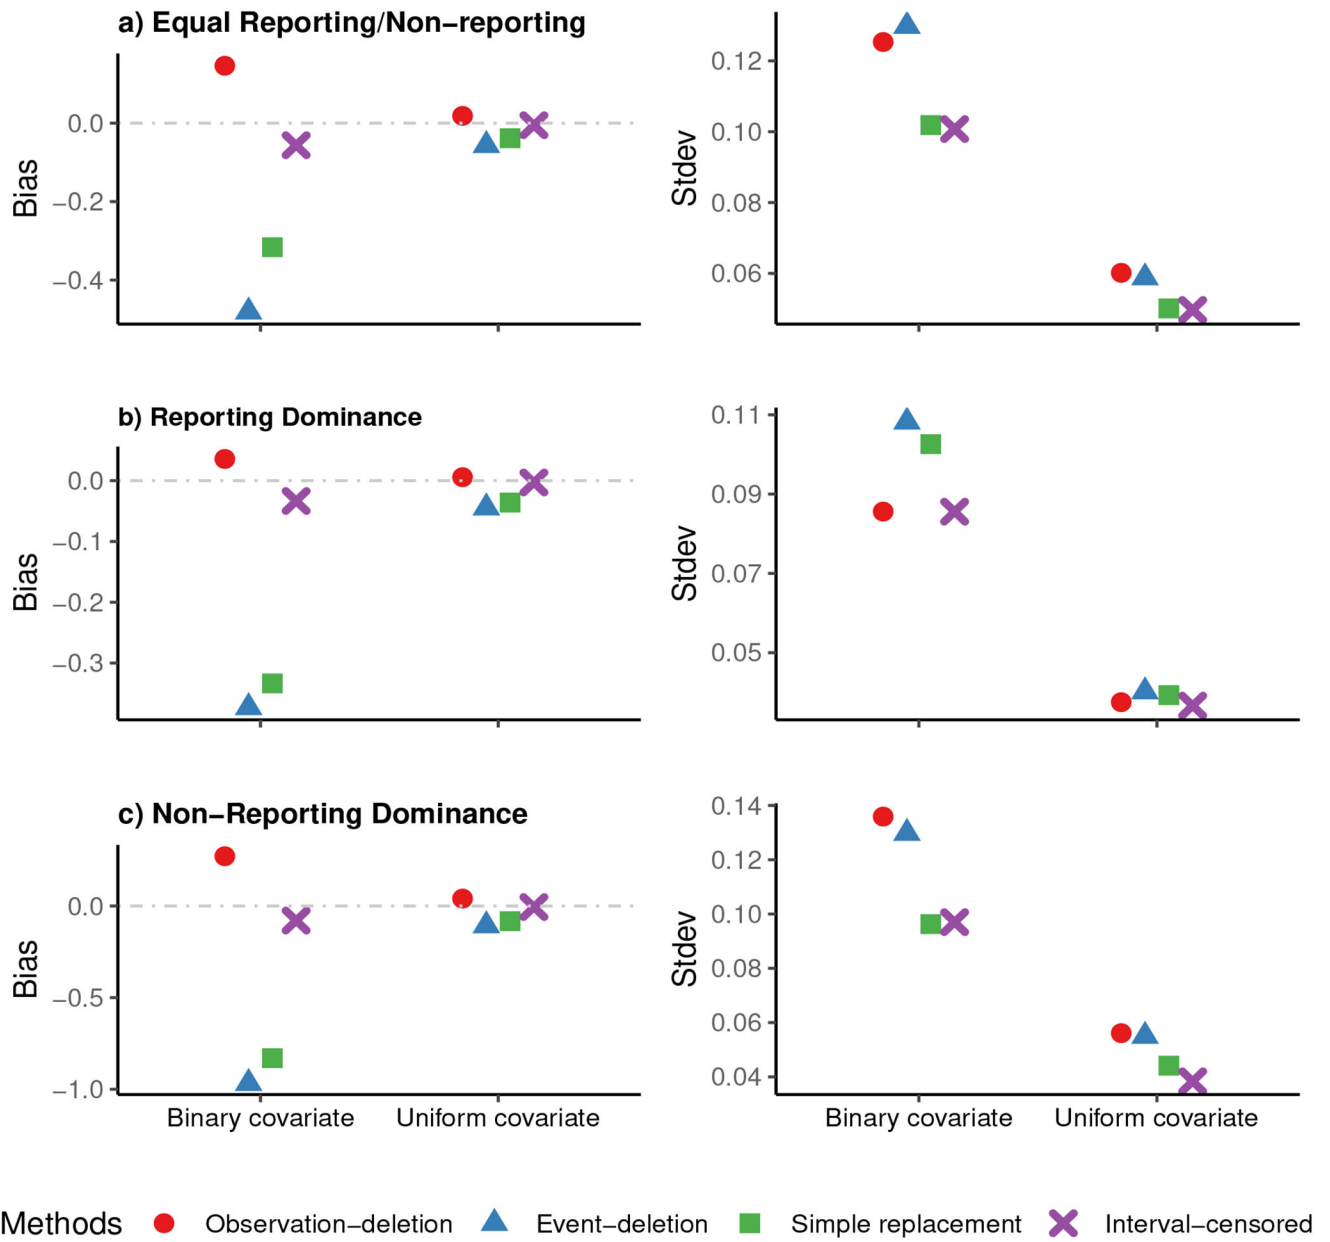 a) Equal Reporting/Non−reporting
Bias
0.0
−0.2
−0.4
Stdev
0.12
0.10
0.08
0.06
b) Reporting Dominance
Bias
0.0
−0.1
−0.2
−0.3
Stdev
0.11
0.09
0.07
0.05
c) Non−Reporting Dominance
Bias
0.0
−0.5
−1.0
Binary covariate Uniform covariate
Stdev
0.14
0.12
0.10
0.08
0.06
0.04
Binary covariate Uniform covariate
Methods Observation−deletion Event−deletion Simple replacement Interval−censored